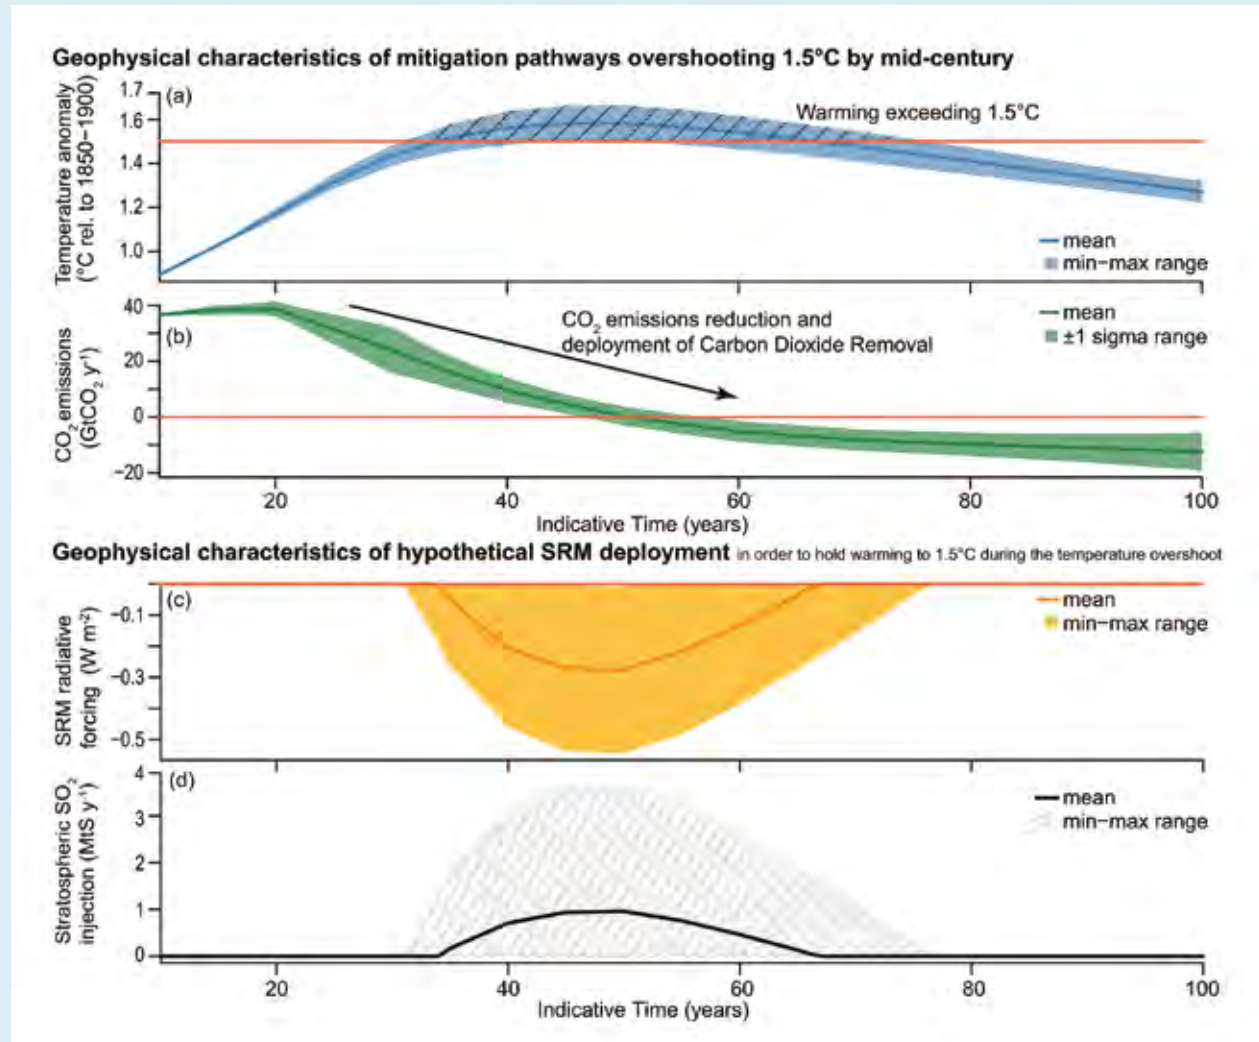 Geophysical characteristics of mitigation pathways overshooting 1.5°C by mid-century
(a)
Temperature anomaly
(°C rel. to 1850−1900)
1.7
1.6
1.4
1.2
1.0
Warming exceeding 1.5°C
mean
min−max range
(b)
CO₂ emissions
(GtCO₂ y⁻¹)
40
20
0
−20
CO₂ emissions reduction and
deployment of Carbon Dioxide Removal
mean
±1 sigma range
20 40 60 80 100
Indicative Time (years)
Geophysical characteristics of hypothetical SRM deployment in order to hold warming to 1.5°C during the temperature overshoot
(c)
SRM radiative
forcing (W m⁻²)
−0.1
−0.3
−0.5
mean
min−max range
(d)
Stratospheric SO₂
injection (MtS y⁻¹)
4
3
2
1
0
mean
min−max range
20 40 60 80 100
Indicative Time (years)